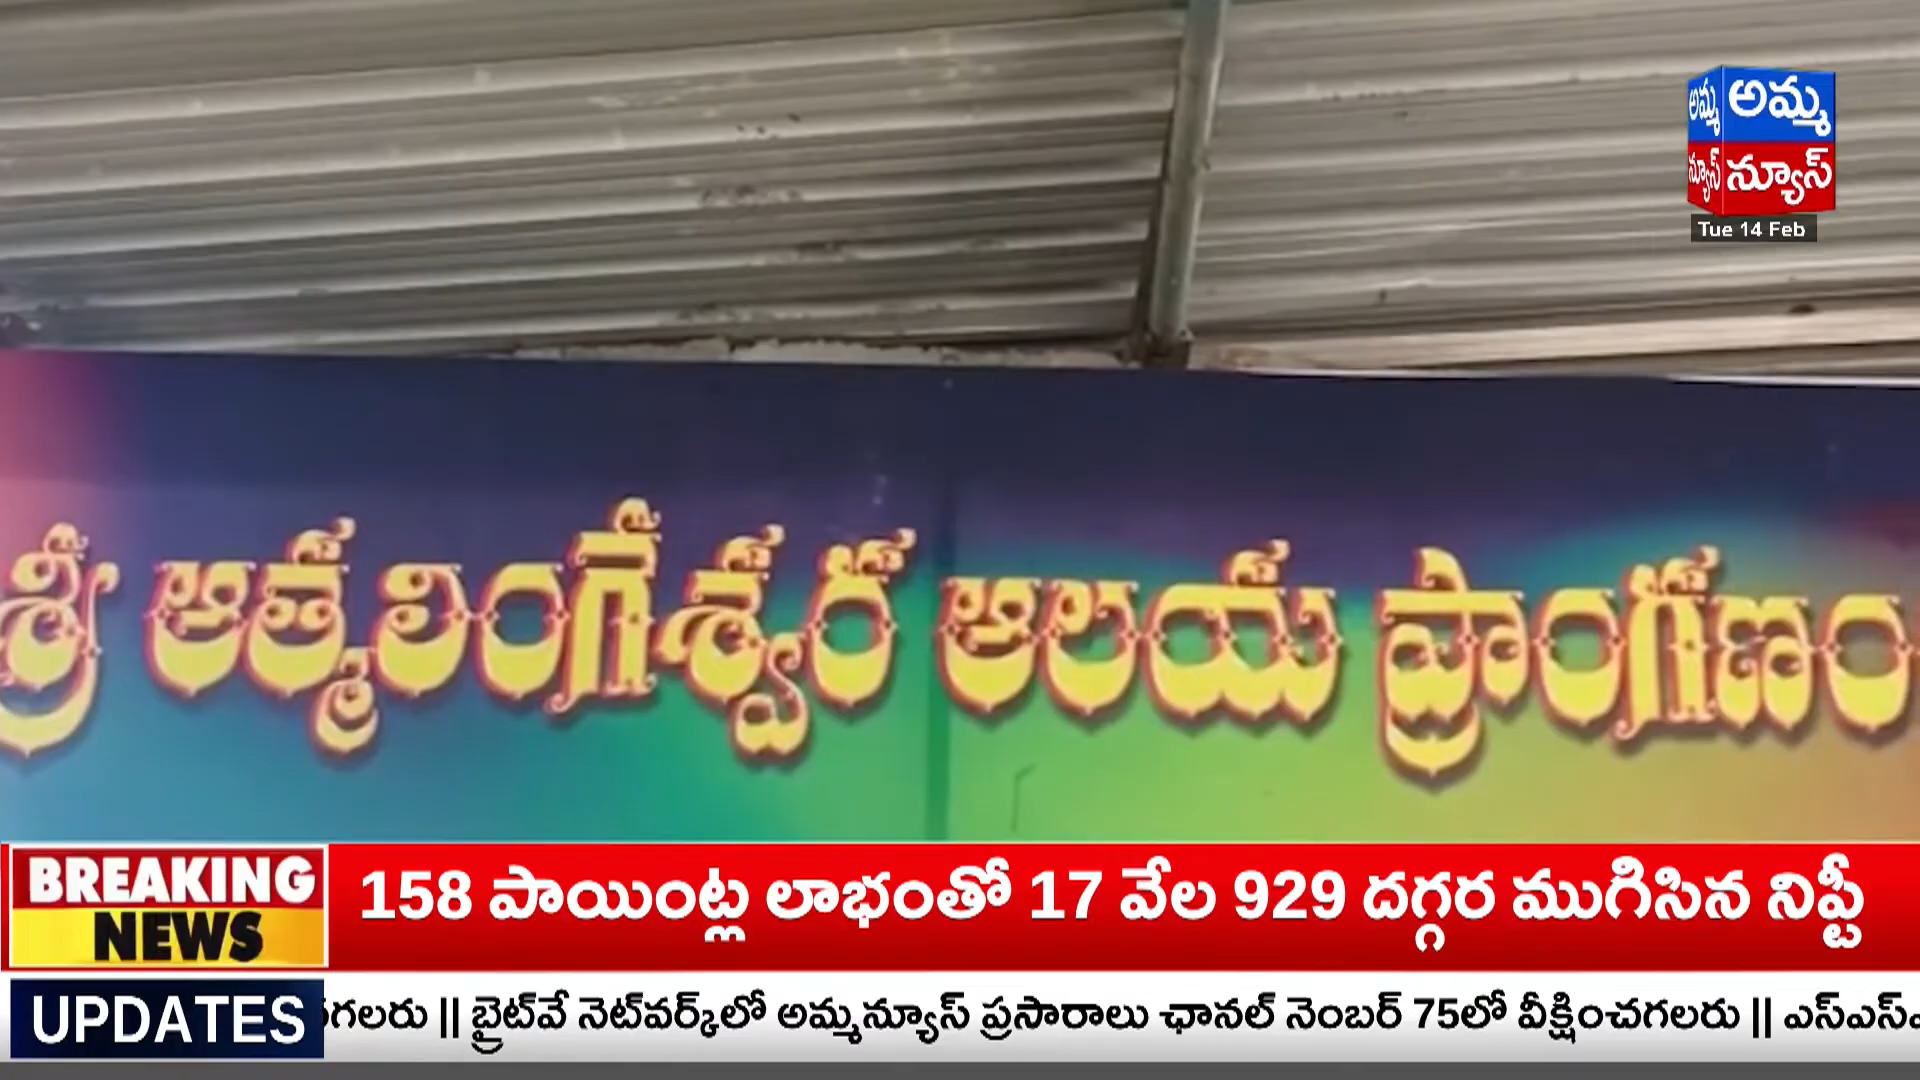 అమ్మ అమ్మ
న్యూస్ న్యూస్
Tue 14 Feb
శ్రీ ఆత్మలింగేశ్వర ఆలయ ప్రాంగణం
BREAKING
NEWS
158 పాయింట్ల లాభంతో 17 వేల 929 దగ్గర ముగిసిన నిఫ్టీ
UPDATES
|| బ్రైట్‌వే నెట్‌వర్క్‌లో అమ్మన్యూస్ ప్రసారాలు ఛానల్ నెంబర్ 75లో వీక్షించగలరు ||